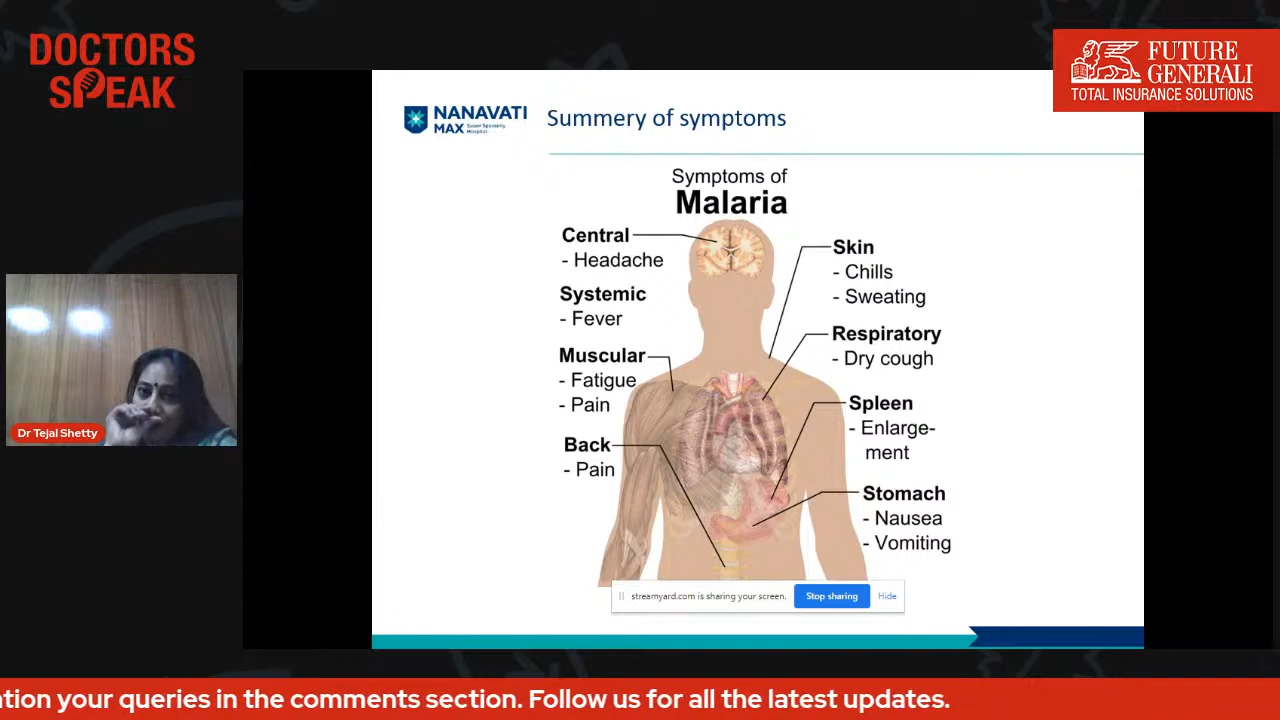 DOCTORS
SPEAK
FUTURE
GENERALI
TOTAL INSURANCE SOLUTIONS
NANAVATI
MAX Super Speciality
Hospital
Summery of symptoms
Symptoms of
Malaria
Central
- Headache
Systemic
- Fever
Muscular
- Fatigue
- Pain
Back
- Pain
Skin
- Chills
- Sweating
Respiratory
- Dry cough
Spleen
- Enlarge-
ment
Stomach
- Nausea
- Vomiting
Dr Tejal Shetty
streamyard.com is sharing your screen. Stop sharing Hide
your queries in the comments section. Follow us for all the latest updates.